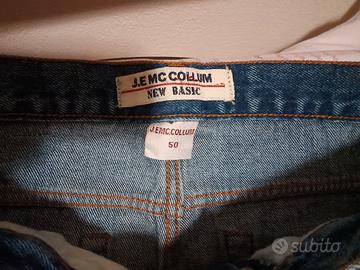 J.E MC COLLUM
NEW BASIC
J.E.MC.COLLUM
50
subito